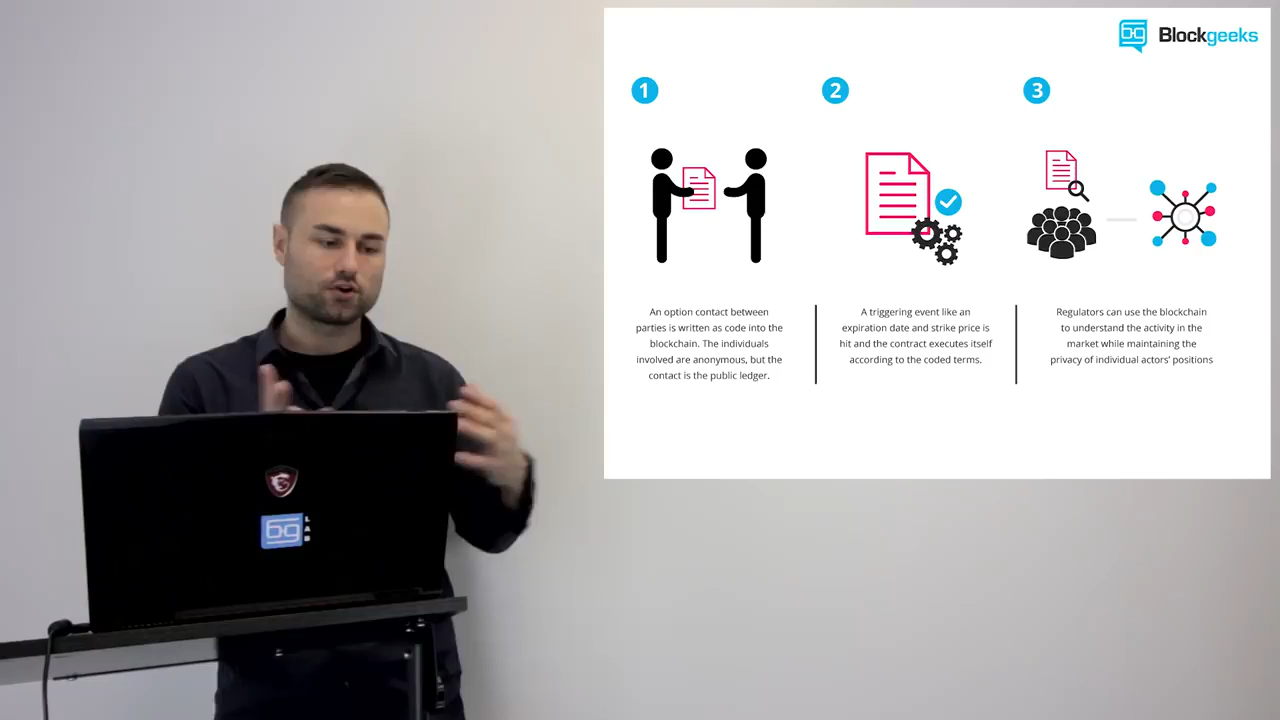 Blockgeeks
1
2
3
An option contact between
parties is written as code into the
blockchain. The individuals
involved are anonymous, but the
contact is the public ledger.
A triggering event like an
expiration date and strike price is
hit and the contract executes itself
according to the coded terms.
Regulators can use the blockchain
to understand the activity in the
market while maintaining the
privacy of individual actors' positions
bg
LAB